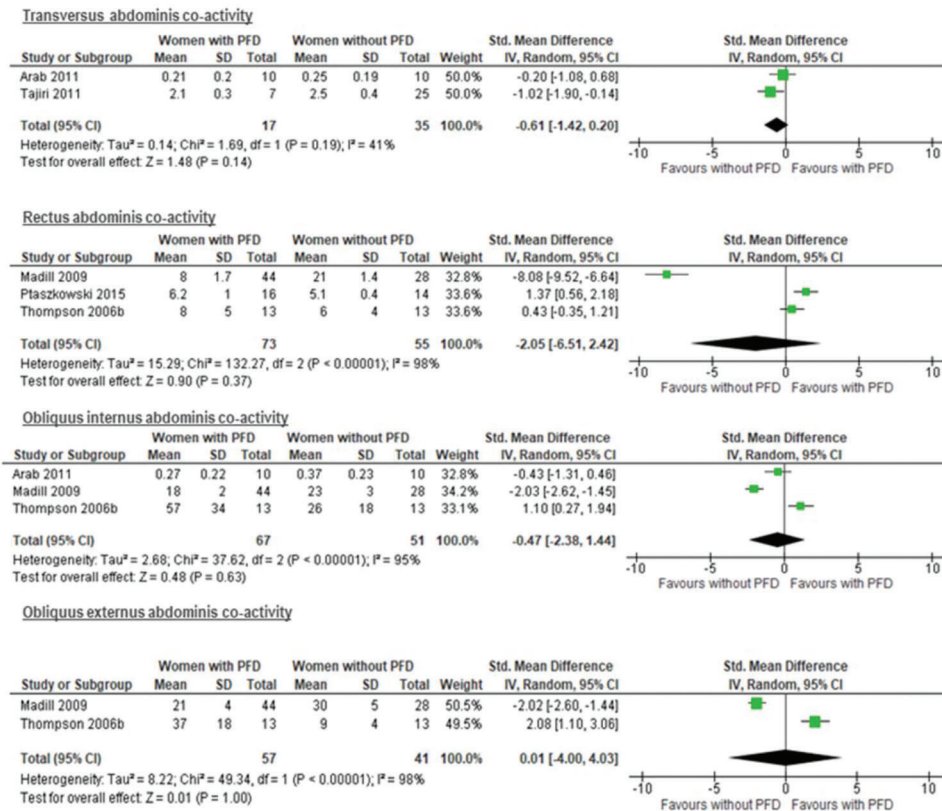 Transversus abdominis co-activity
Women with PFD Women without PFD Std. Mean Difference Std. Mean Difference
Study or Subgroup Mean SD Total Mean SD Total Weight IV, Random, 95% CI IV, Random, 95% CI
Arab 2011 0.21 0.2 10 0.25 0.19 10 50.0% -0.20 [-1.08, 0.68]
Tajiri 2011 2.1 0.3 7 2.5 0.4 25 50.0% -1.02 [-1.90, -0.14]
Total (95% CI) 17 35 100.0% -0.61 [-1.42, 0.20]
Heterogeneity: Tau² = 0.14; Chi² = 1.69, df = 1 (P = 0.19); I² = 41%
Test for overall effect: Z = 1.48 (P = 0.14)
-10 -5 0 5 10
Favours without PFD Favours with PFD
Rectus abdominis co-activity
Women with PFD Women without PFD Std. Mean Difference Std. Mean Difference
Study or Subgroup Mean SD Total Mean SD Total Weight IV, Random, 95% CI IV, Random, 95% CI
Madill 2009 8 1.7 44 21 1.4 28 32.8% -8.08 [-9.52, -6.64]
Ptaszkowski 2015 6.2 1 16 5.1 0.4 14 33.6% 1.37 [0.56, 2.18]
Thompson 2006b 8 5 13 6 4 13 33.6% 0.43 [-0.35, 1.21]
Total (95% CI) 73 55 100.0% -2.05 [-6.51, 2.42]
Heterogeneity: Tau² = 15.29; Chi² = 132.27, df = 2 (P < 0.00001); I² = 98%
Test for overall effect: Z = 0.90 (P = 0.37)
-10 -5 0 5 10
Favours without PFD Favours with PFD
Obliquus internus abdominis co-activity
Women with PFD Women without PFD Std. Mean Difference Std. Mean Difference
Study or Subgroup Mean SD Total Mean SD Total Weight IV, Random, 95% CI IV, Random, 95% CI
Arab 2011 0.27 0.22 10 0.37 0.23 10 32.8% -0.43 [-1.31, 0.46]
Madill 2009 18 2 44 23 3 28 34.2% -2.03 [-2.62, -1.45]
Thompson 2006b 57 34 13 26 18 13 33.1% 1.10 [0.27, 1.94]
Total (95% CI) 67 51 100.0% -0.47 [-2.38, 1.44]
Heterogeneity: Tau² = 2.68; Chi² = 37.62, df = 2 (P < 0.00001); I² = 95%
Test for overall effect: Z = 0.48 (P = 0.63)
-10 -5 0 5 10
Favours without PFD Favours with PFD
Obliquus externus abdominis co-activity
Women with PFD Women without PFD Std. Mean Difference Std. Mean Difference
Study or Subgroup Mean SD Total Mean SD Total Weight IV, Random, 95% CI IV, Random, 95% CI
Madill 2009 21 4 44 30 5 28 50.5% -2.02 [-2.60, -1.44]
Thompson 2006b 37 18 13 9 4 13 49.5% 2.08 [1.10, 3.06]
Total (95% CI) 57 41 100.0% 0.01 [-4.00, 4.03]
Heterogeneity: Tau² = 8.22; Chi² = 49.34, df = 1 (P < 0.00001); I² = 98%
Test for overall effect: Z = 0.01 (P = 1.00)
-10 -5 0 5 10
Favours without PFD Favours with PFD